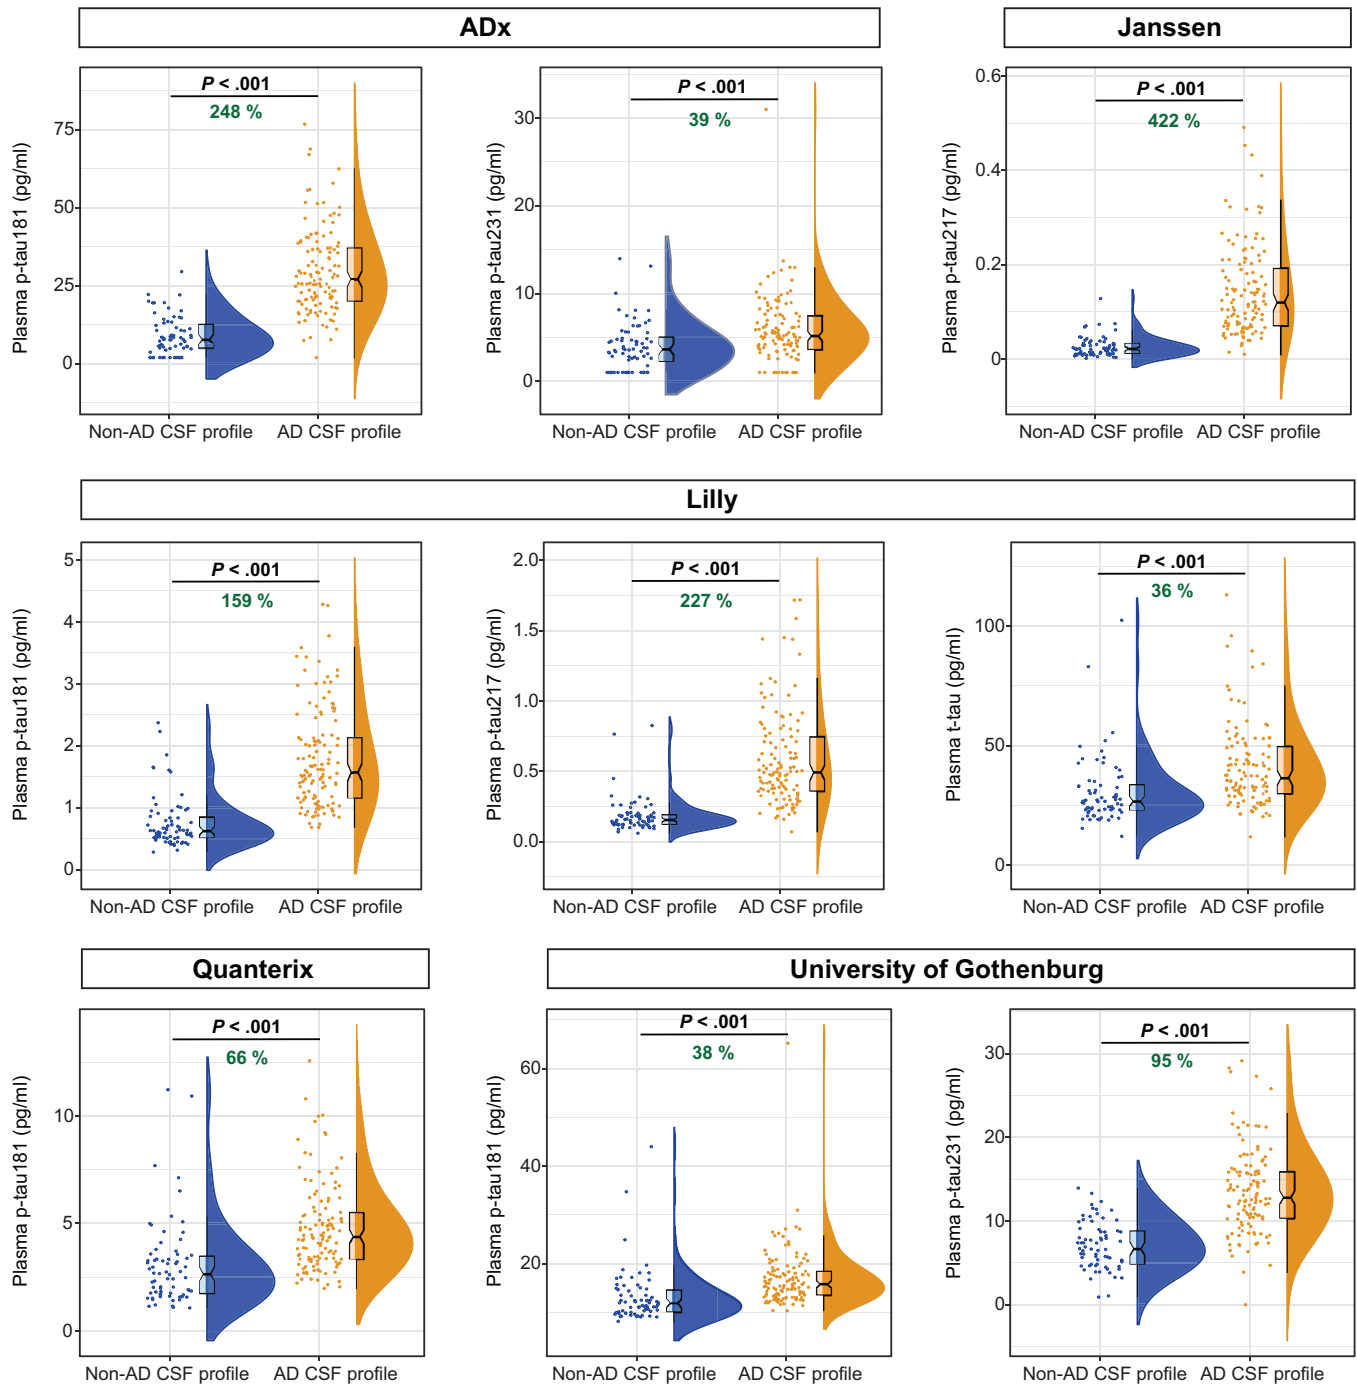 ADx
Janssen
Plasma p-tau181 (pg/ml)
75
50
25
0
P < .001
248 %
Non-AD CSF profile
AD CSF profile
Plasma p-tau231 (pg/ml)
30
20
10
0
P < .001
39 %
Non-AD CSF profile
AD CSF profile
Plasma p-tau217 (pg/ml)
0.6
0.4
0.2
0
P < .001
422 %
Non-AD CSF profile
AD CSF profile
Lilly
Plasma p-tau181 (pg/ml)
5
4
3
2
1
0
P < .001
159 %
Non-AD CSF profile
AD CSF profile
Plasma p-tau217 (pg/ml)
2.0
1.5
1.0
0.5
0.0
P < .001
227 %
Non-AD CSF profile
AD CSF profile
Plasma t-tau (pg/ml)
100
50
0
P < .001
36 %
Non-AD CSF profile
AD CSF profile
Quanterix
University of Gothenburg
Plasma p-tau181 (pg/ml)
10
5
0
P < .001
66 %
Non-AD CSF profile
AD CSF profile
Plasma p-tau181 (pg/ml)
60
40
20
P < .001
38 %
Non-AD CSF profile
AD CSF profile
Plasma p-tau231 (pg/ml)
30
20
10
0
P < .001
95 %
Non-AD CSF profile
AD CSF profile